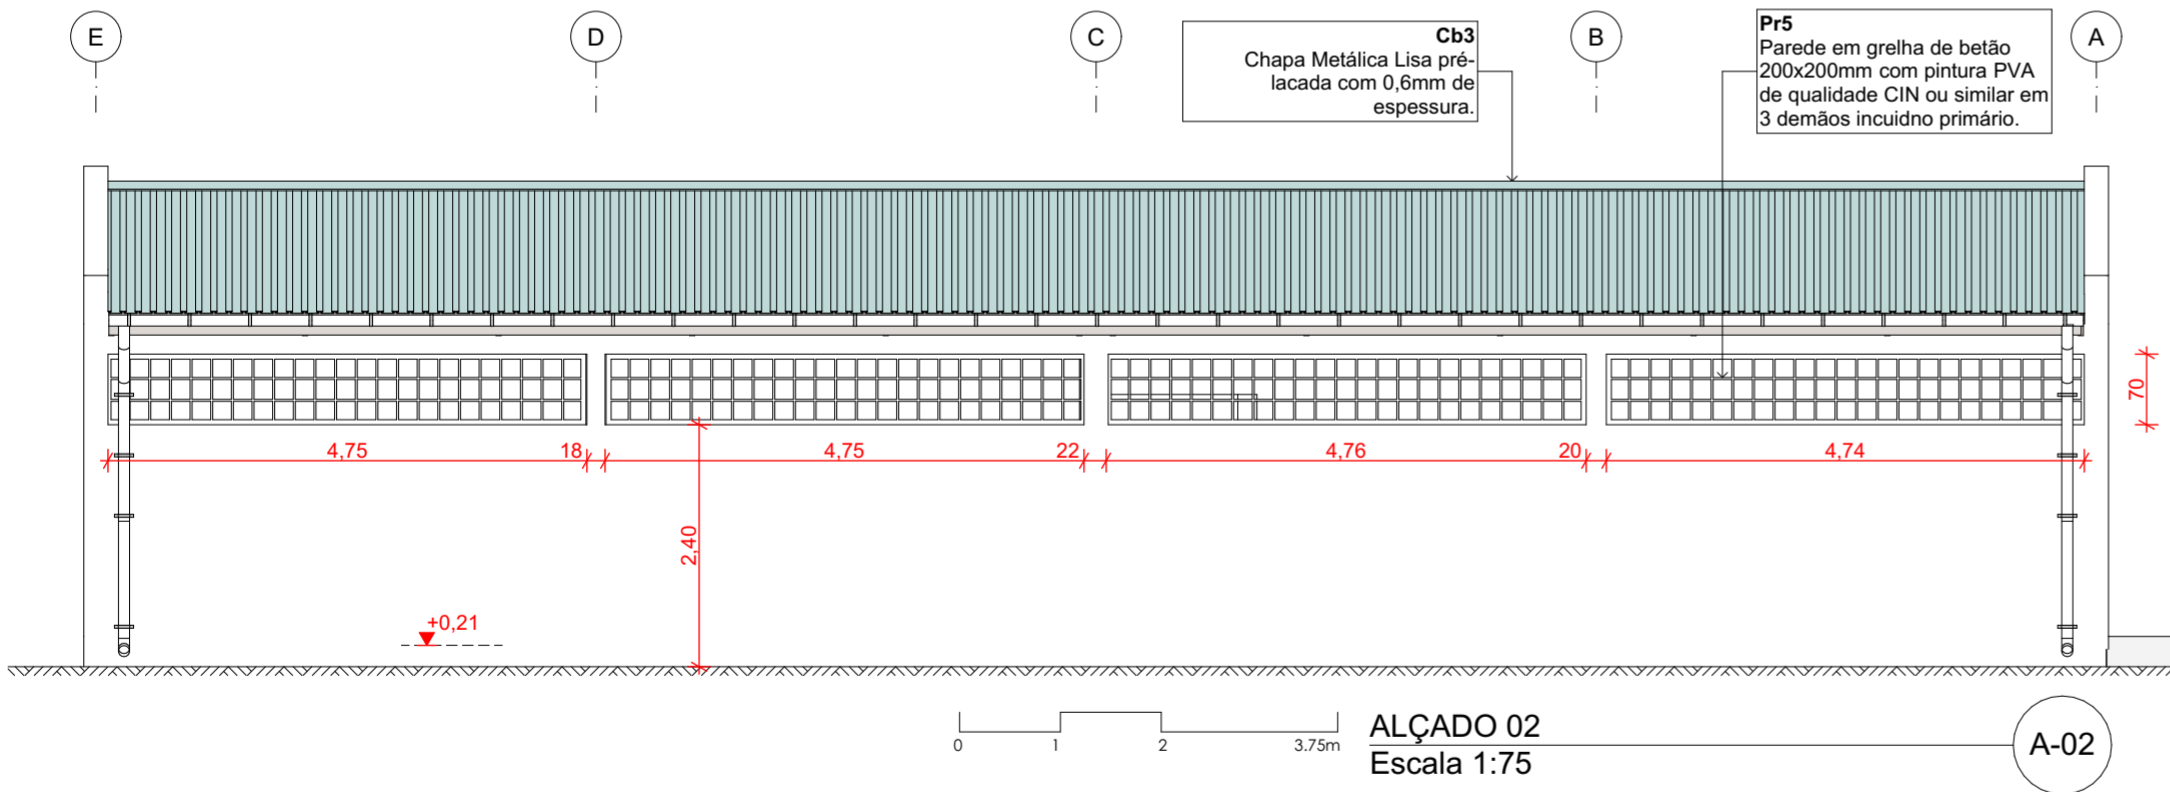 E
D
C
B
A
Cb3
Chapa Metálica Lisa pré-
lacada com 0,6mm de
espessura.
Pr5
Parede em grelha de betão
200x200mm com pintura PVA
de qualidade CIN ou similar em
3 demãos incuidno primário.
70
4,75
18
4,75
22
4,76
20
4,74
2,40
+0,21
0
1
2
3.75m
ALÇADO 02
Escala 1:75
A-02